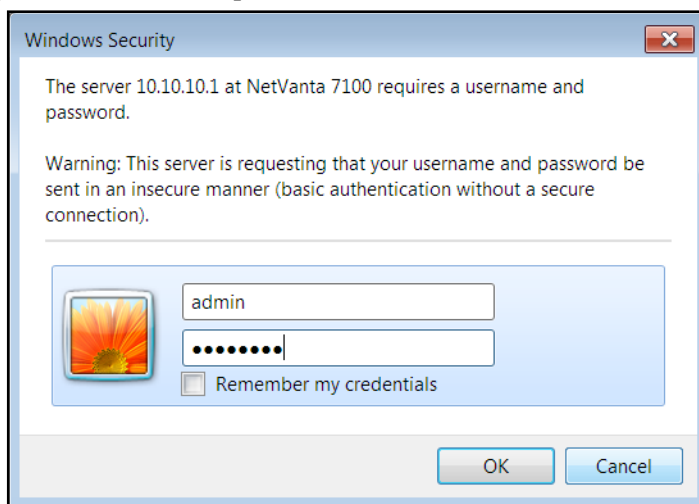 Windows Security
The server 10.10.10.1 at NetVanta 7100 requires a username and
password.
Warning: This server is requesting that your username and password be
sent in an insecure manner (basic authentication without a secure
connection).
admin
●●●●●●●●
Remember my credentials
OK Cancel